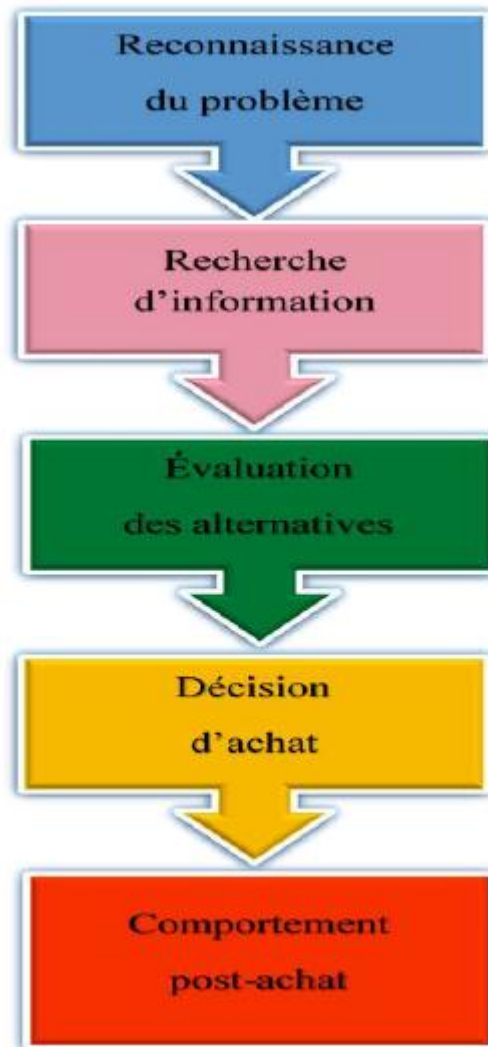 Reconnaissance
du problème
Recherche
d'information
Évaluation
des alternatives
Décision
d'achat
Comportement
post-achat